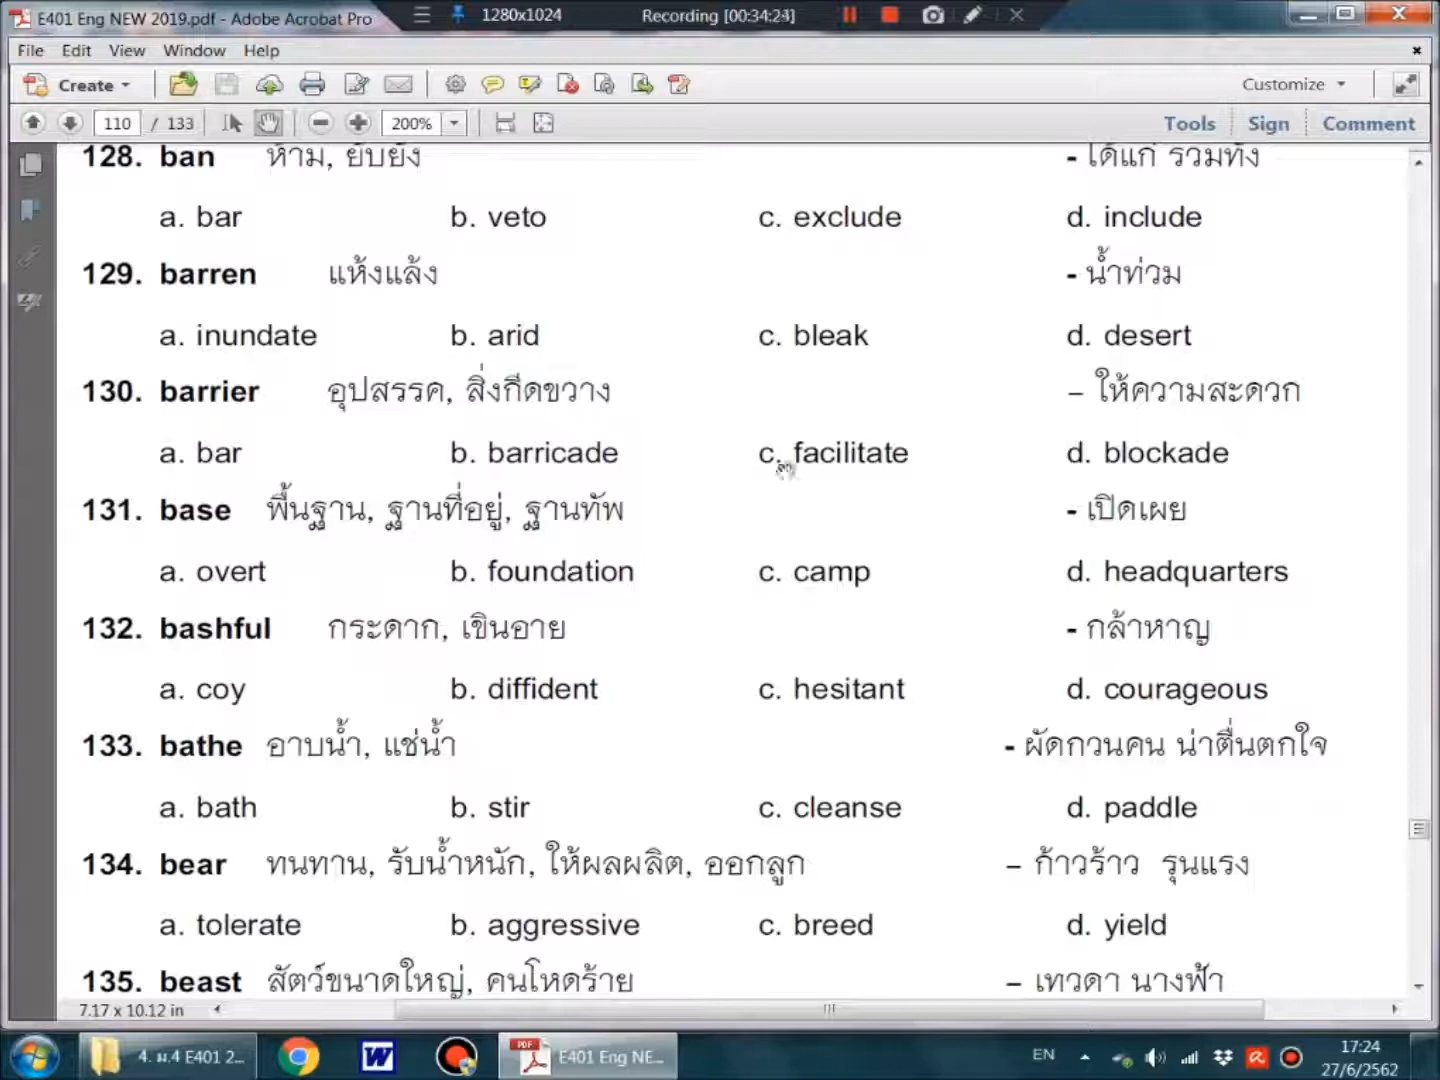 E401 Eng NEW 2019.pdf - Adobe Acrobat Pro
1280x1024
Recording [00:34:24]
File Edit View Window Help
Create
Customize
110 / 133
200%
Tools Sign Comment
128. ban ห้าม, ยับยั้ง - ได้แก่ รวมทั้ง
a. bar b. veto c. exclude d. include
129. barren แห้งแล้ง - น้ำท่วม
a. inundate b. arid c. bleak d. desert
130. barrier อุปสรรค, สิ่งกีดขวาง – ให้ความสะดวก
a. bar b. barricade c. facilitate d. blockade
131. base พื้นฐาน, ฐานที่อยู่, ฐานทัพ - เปิดเผย
a. overt b. foundation c. camp d. headquarters
132. bashful กระดาก, เขินอาย - กล้าหาญ
a. coy b. diffident c. hesitant d. courageous
133. bathe อาบน้ำ, แช่น้ำ - ผัดกวนคน น่าตื่นตกใจ
a. bath b. stir c. cleanse d. paddle
134. bear ทนทาน, รับน้ำหนัก, ให้ผลผลิต, ออกลูก – ก้าวร้าว รุนแรง
a. tolerate b. aggressive c. breed d. yield
135. beast สัตว์ขนาดใหญ่, คนโหดร้าย – เทวดา นางฟ้า
7.17 x 10.12 in
4. ม.4 E401 2...
E401 Eng NE...
EN
17:24
27/6/2562